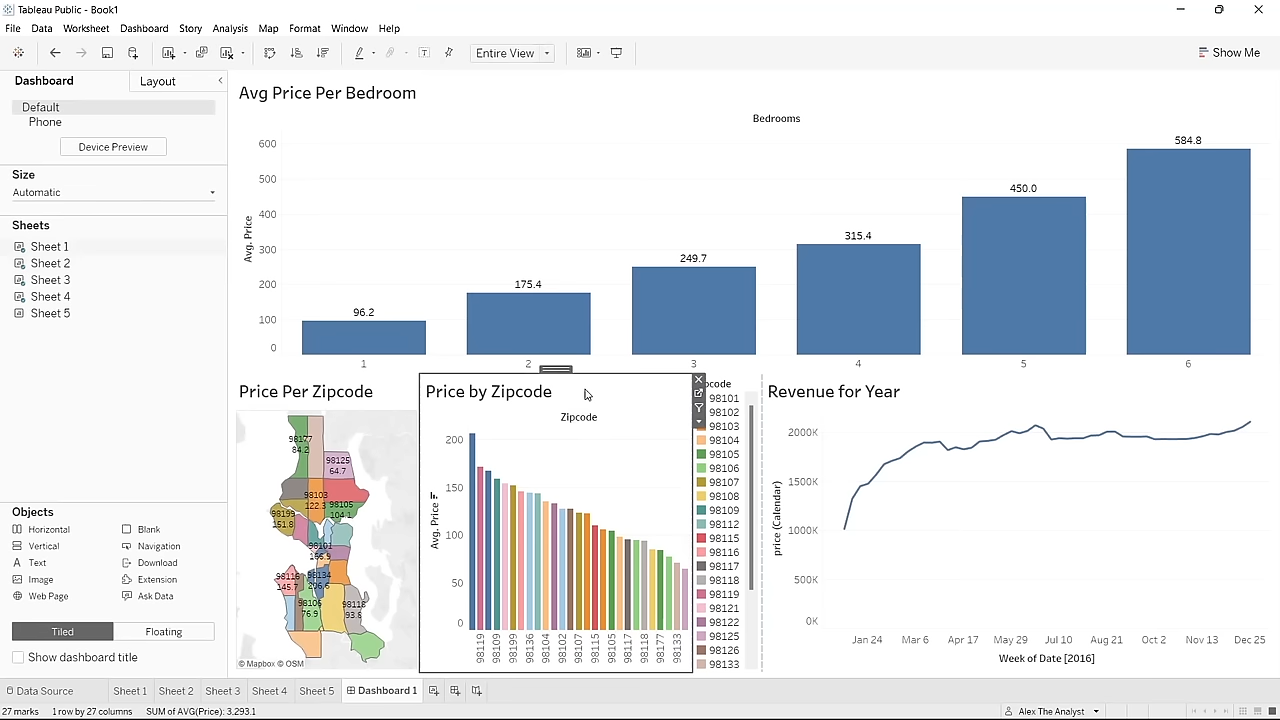 Tableau Public - Book1
File Data Worksheet Dashboard Story Analysis Map Format Window Help
Entire View
Show Me
Dashboard
Layout
Default
Phone
Device Preview
Size
Automatic
Sheets
Sheet 1
Sheet 2
Sheet 3
Sheet 4
Sheet 5
Objects
Horizontal Blank
Vertical Navigation
Text Download
Image Extension
Web Page Ask Data
Tiled Floating
Show dashboard title
Avg Price Per Bedroom
Bedrooms
Avg. Price
600
500
400
300
200
100
0
96.2
175.4
249.7
315.4
450.0
584.8
1 2 3 4 5 6
Price Per Zipcode
98177
84.2
98125
64.7
98103
122.3
98105
104.1
98199
151.8
98101
98116
145.7
98134
206.6
98106
76.9
98118
© Mapbox © OSM
Price by Zipcode
Zipcode
200
150
100
50
0
98119 98109 98199 98136 98104 98102 98107 98115 98105 98117 98118 98177 98133
98101
98102
98103
98104
98105
98106
98107
98108
98109
98112
98115
98116
98117
98118
98119
98121
98122
98125
98126
98133
Revenue for Year
price (Calendar)
2000K
1500K
1000K
500K
0K
Jan 24 Mar 6 Apr 17 May 29 Jul 10 Aug 21 Oct 2 Nov 13 Dec 25
Week of Date [2016]
Data Source Sheet 1 Sheet 2 Sheet 3 Sheet 4 Sheet 5 Dashboard 1
27 marks 1 row by 27 columns SUM of AVG(Price): 3,293.1
Alex The Analyst